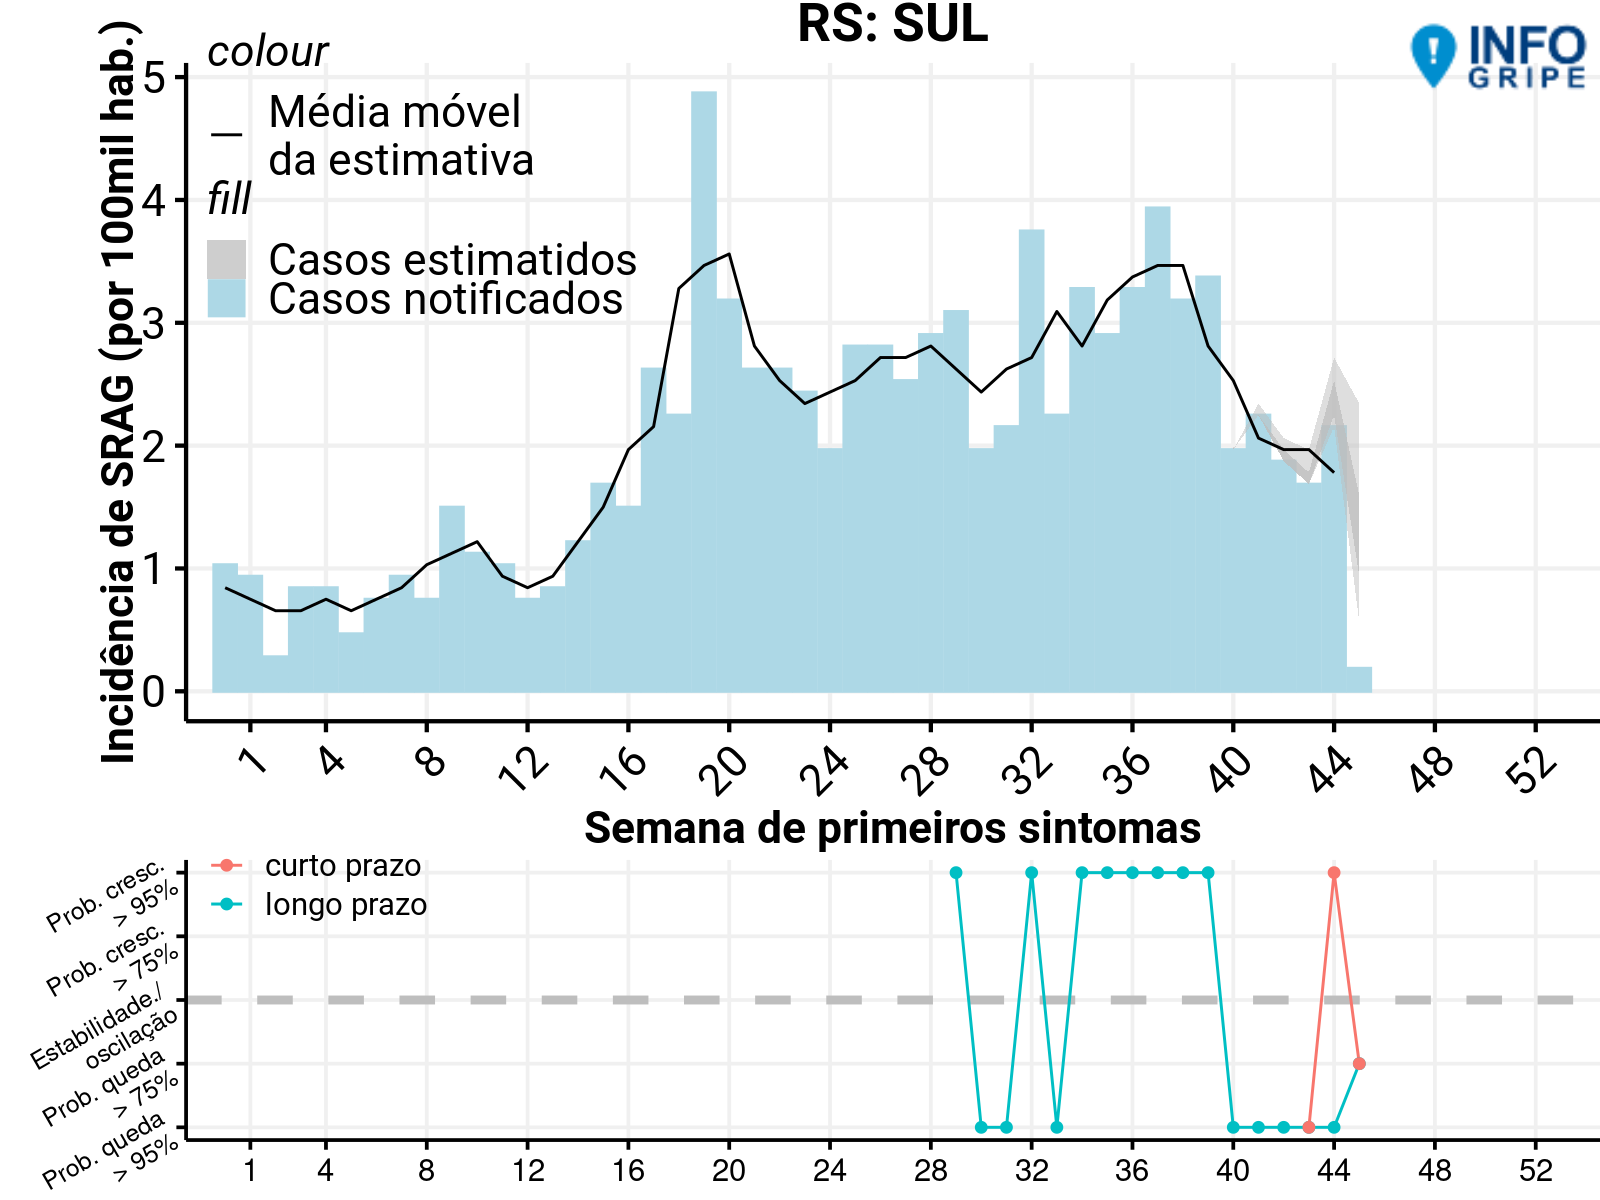 RS: SUL
INFO
GRIPE
Incidência de SRAG (por 100mil hab.)
colour
Média móvel
da estimativa
fill
Casos estimatidos
Casos notificados
5
4
3
2
1
0
1 4 8 12 16 20 24 28 32 36 40 44 48 52
Semana de primeiros sintomas
curto prazo
longo prazo
Prob. cresc.
> 95%
Prob. cresc.
> 75%
Estabilidade./
oscilação
Prob. queda
> 75%
Prob. queda
> 95%
1 4 8 12 16 20 24 28 32 36 40 44 48 52